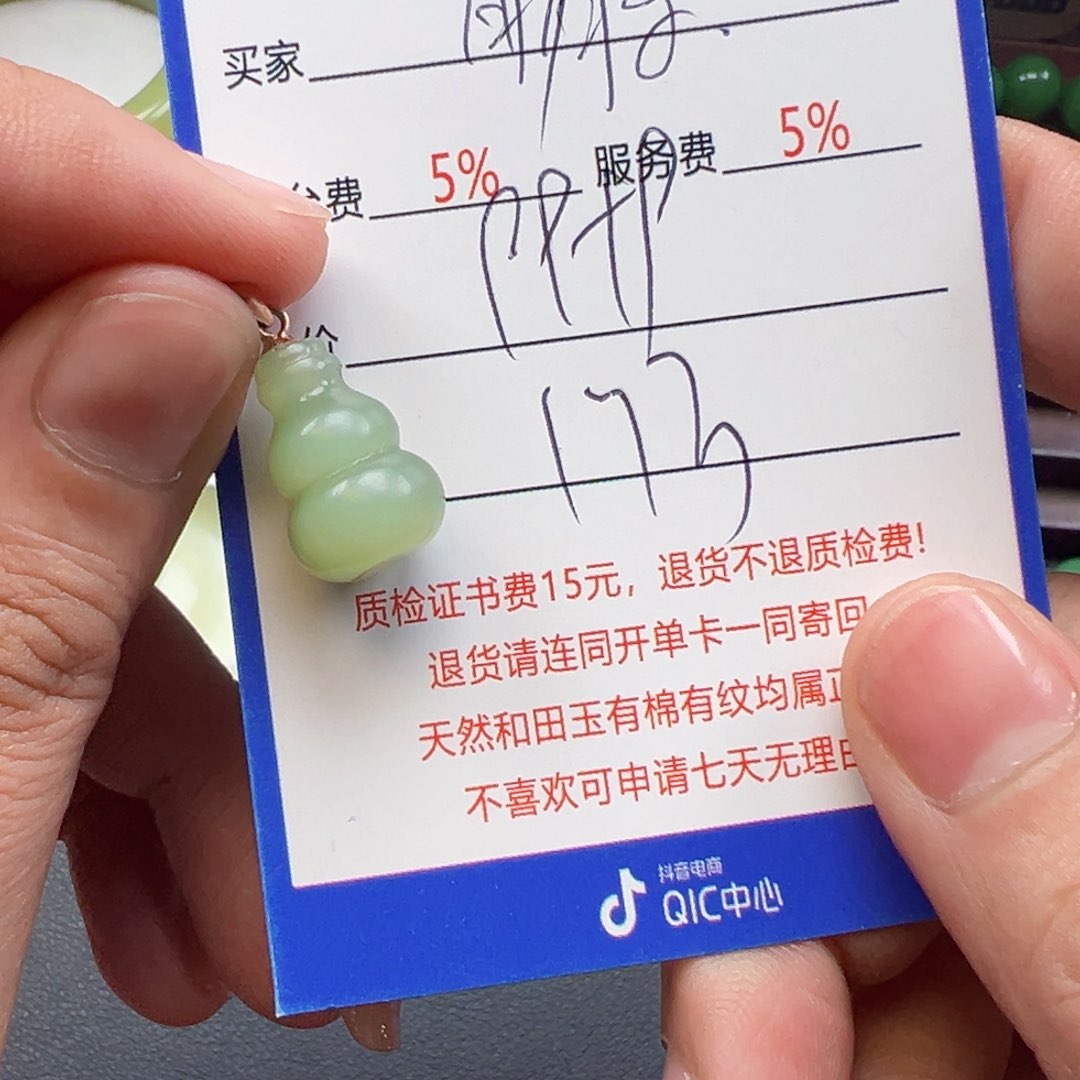 买家
费 5% 服务费 5%
价
173
质检证书费15元，退货不退质检费!
退货请连同开单卡一同寄回
天然和田玉有棉有纹均属
不喜欢可申请七天无理由
抖音电商
QIC中心